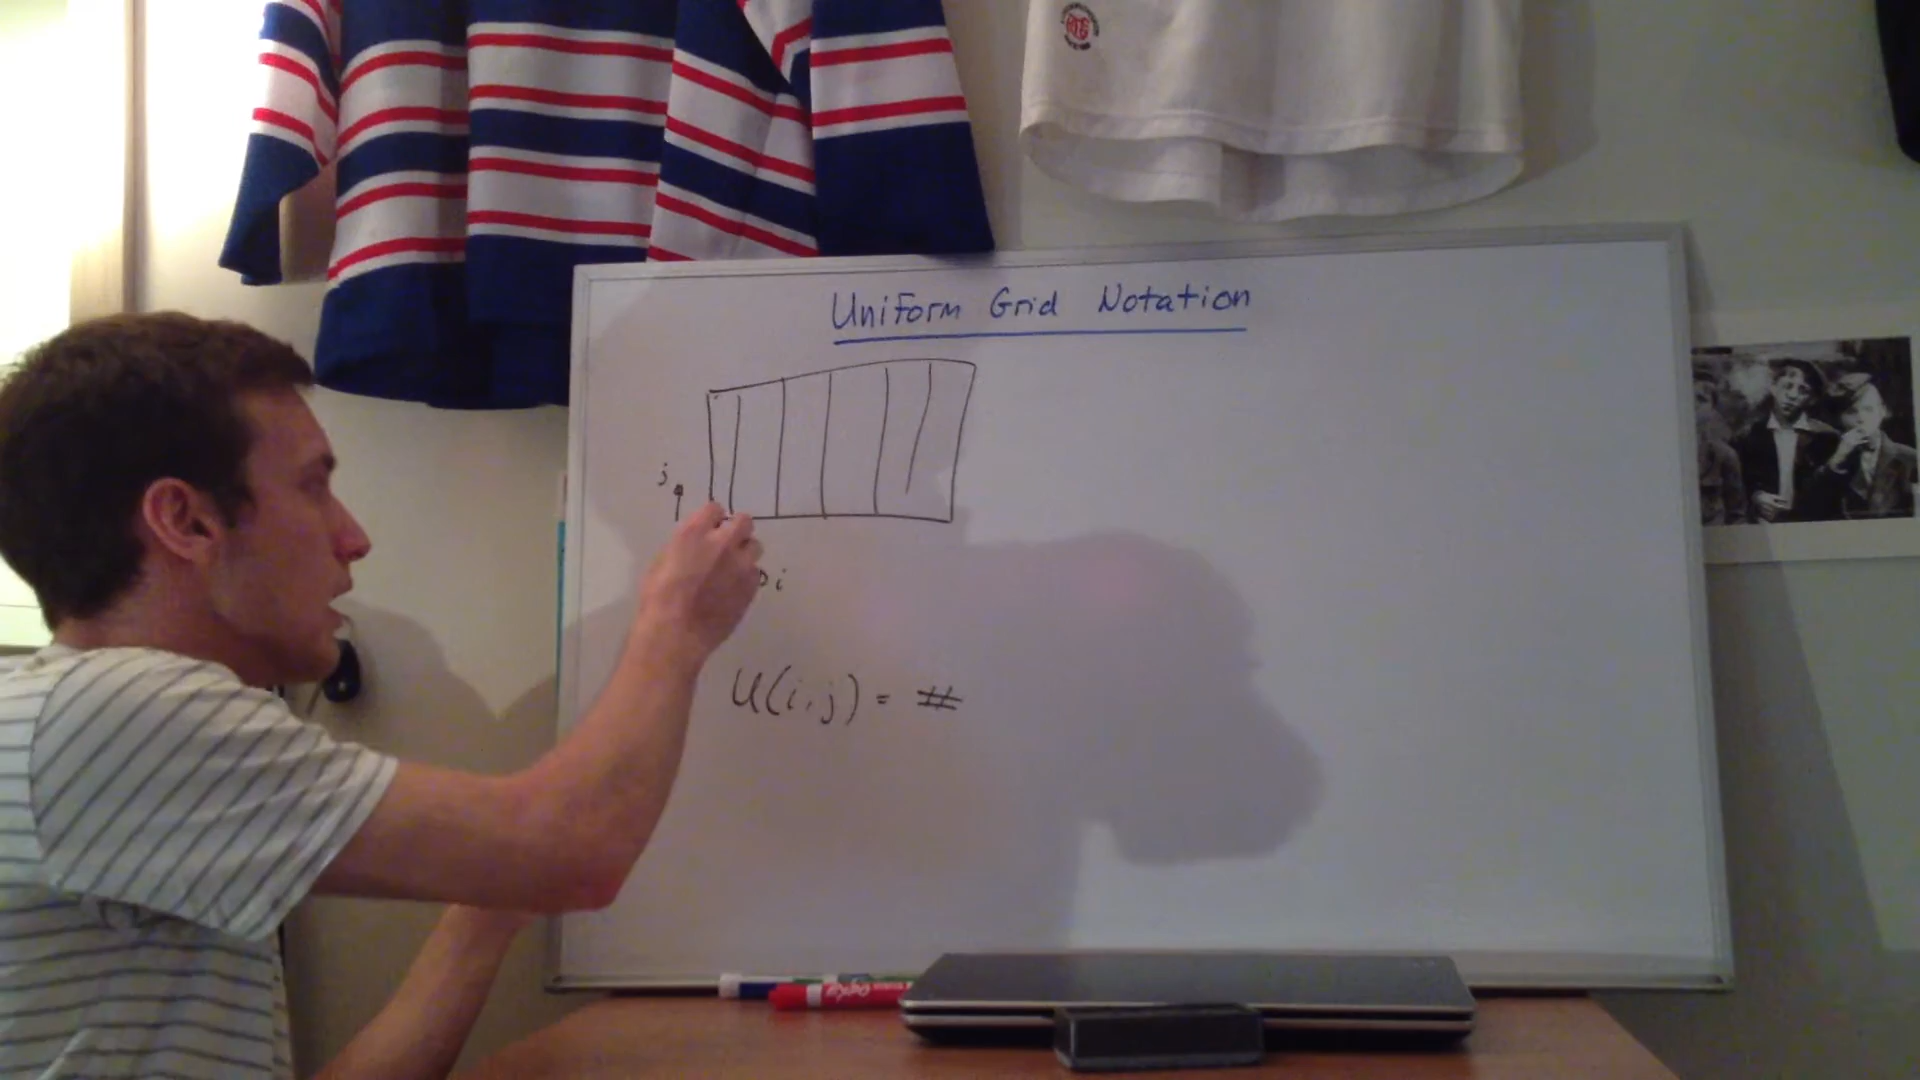 Uniform Grid Notation
j
i
U(i,j) = #